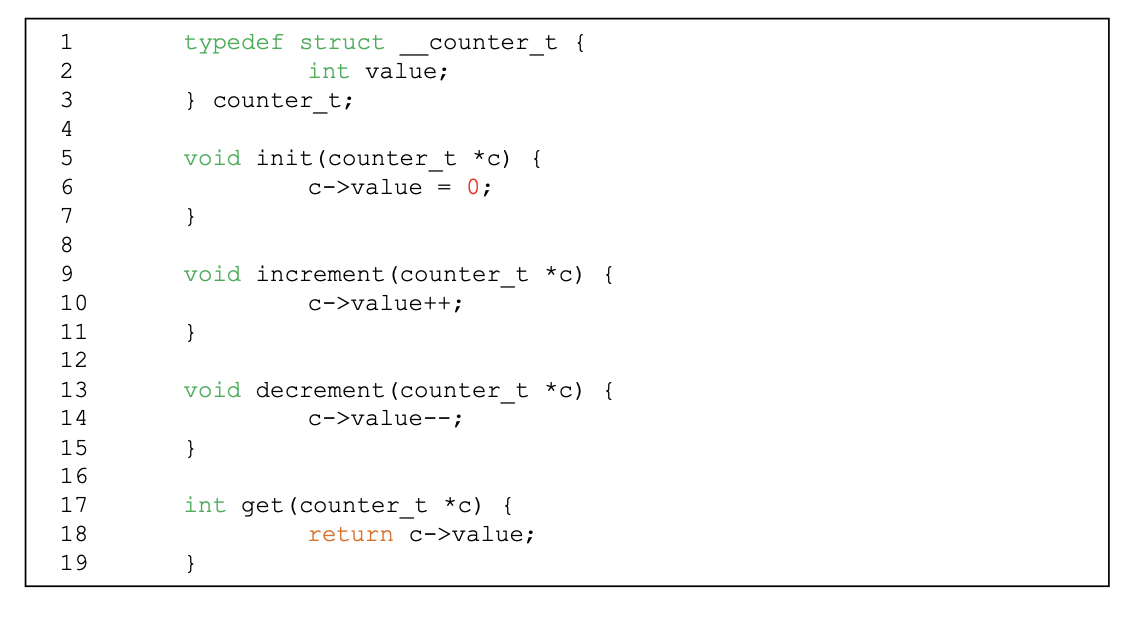 1 typedef struct __counter_t {
2 int value;
3 } counter_t;
4
5 void init(counter_t *c) {
6 c->value = 0;
7 }
8
9 void increment(counter_t *c) {
10 c->value++;
11 }
12
13 void decrement(counter_t *c) {
14 c->value--;
15 }
16
17 int get(counter_t *c) {
18 return c->value;
19 }